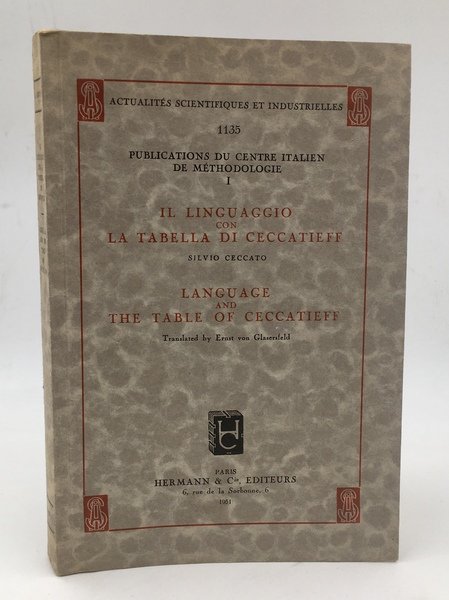 ACTUALITÉS SCIENTIFIQUES ET INDUSTRIELLES
1135
PUBLICATIONS DU CENTRE ITALIEN
DE MÉTHODOLOGIE
I
IL LINGUAGGIO
CON
LA TABELLA DI CECCATIEFF
SILVIO CECCATO
LANGUAGE
AND
THE TABLE OF CECCATIEFF
Translated by Ernst von Glasersfeld
HC
PARIS
HERMANN & Cie, EDITEURS
6, rue de la Sorbonne, 6
1951